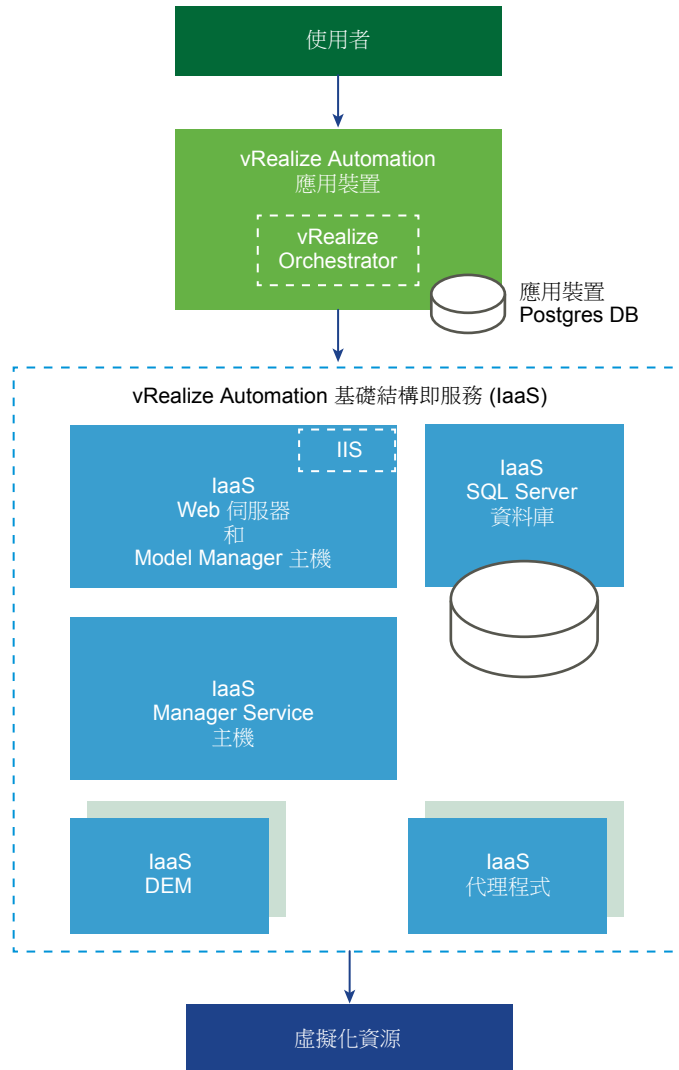 使用者
vRealize Automation
應用裝置
vRealize
Orchestrator
應用裝置
Postgres DB
vRealize Automation 基礎結構即服務 (IaaS)
IIS
IaaS
Web 伺服器
和
Model Manager 主機
IaaS
SQL Server
資料庫
IaaS
Manager Service
主機
IaaS
DEM
IaaS
代理程式
虛擬化資源